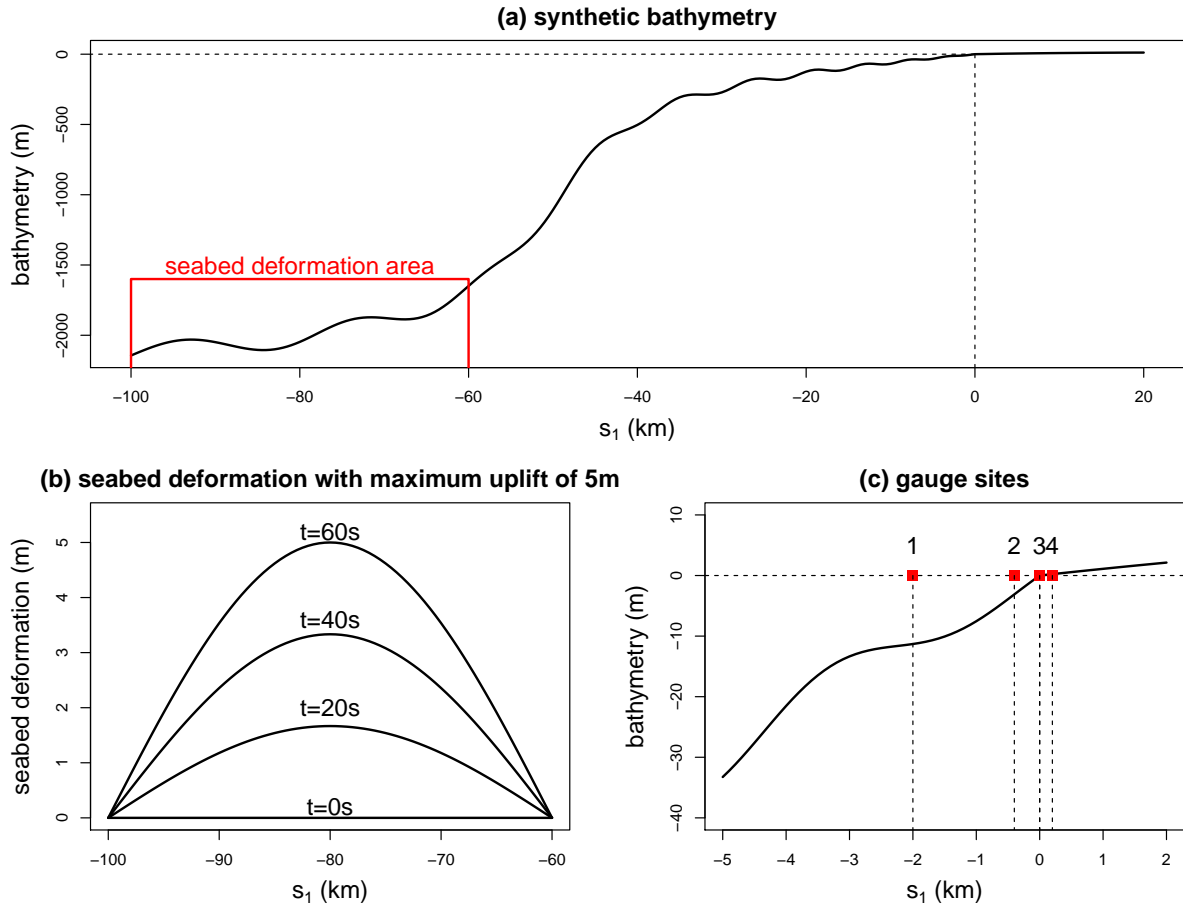 (a) synthetic bathymetry
bathymetry (m)
0
−500
−1000
−1500
−2000
seabed deformation area
−100 −80 −60 −40 −20 0 20
s₁ (km)
(b) seabed deformation with maximum uplift of 5m
seabed deformation (m)
5
4
3
2
1
0
t=60s
t=40s
t=20s
t=0s
−100 −90 −80 −70 −60
s₁ (km)
(c) gauge sites
bathymetry (m)
10
0
−10
−20
−30
−40
1 2 3 4
−5 −4 −3 −2 −1 0 1 2
s₁ (km)